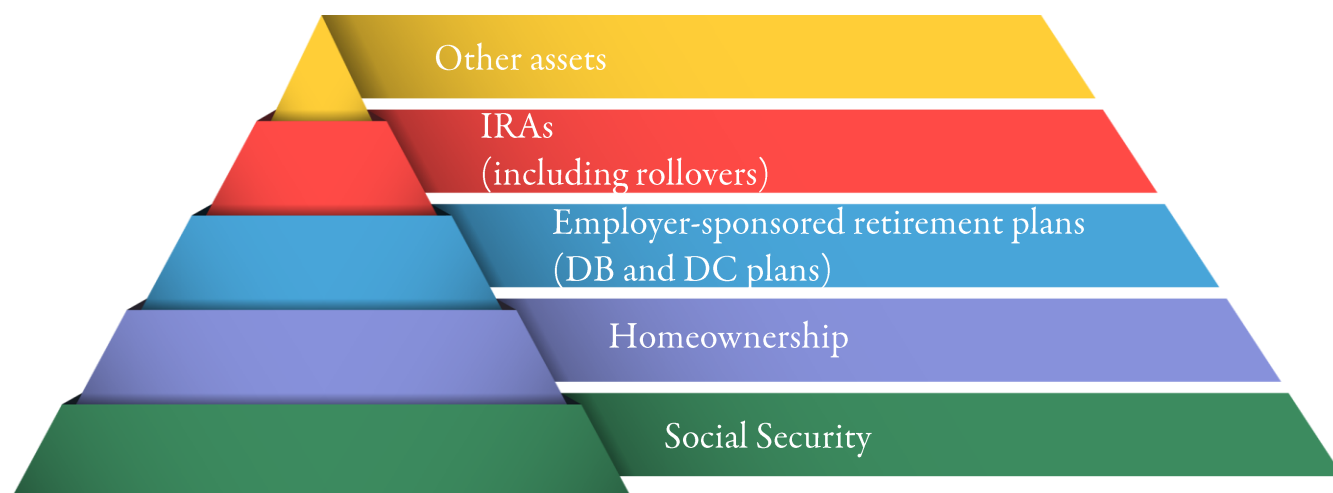 Other assets
IRAs
(including rollovers)
Employer-sponsored retirement plans
(DB and DC plans)
Homeownership
Social Security